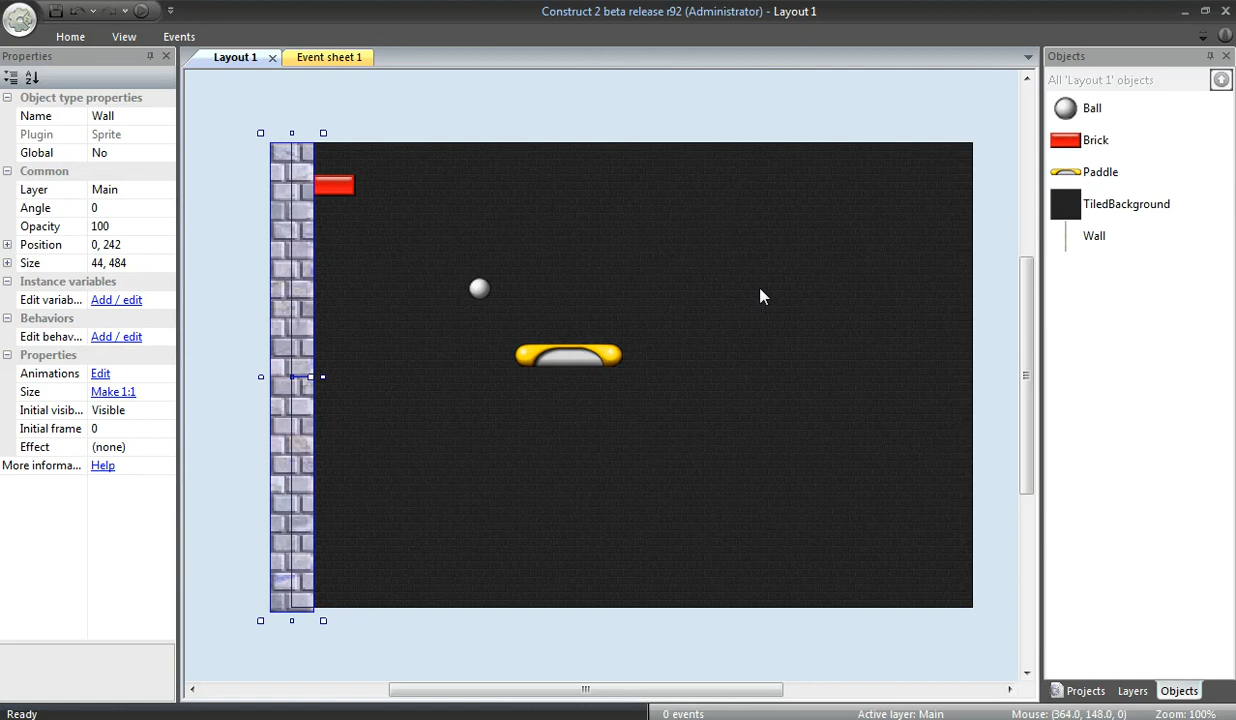 Construct 2 beta release r92 (Administrator) - Layout 1
Home View Events
Properties
Layout 1
Event sheet 1
Objects
Object type properties
Name Wall
Plugin Sprite
Global No
Common
Layer Main
Angle 0
Opacity 100
Position 0, 242
Size 44, 484
Instance variables
Edit variab... Add / edit
Behaviors
Edit behav... Add / edit
Properties
Animations Edit
Size Make 1:1
Initial visib... Visible
Initial frame 0
Effect (none)
More informa... Help
All 'Layout 1' objects
Ball
Brick
Paddle
TiledBackground
Wall
Projects Layers Objects
Ready 0 events Active layer: Main Mouse: (364.0, 148.0, 0) Zoom: 100%